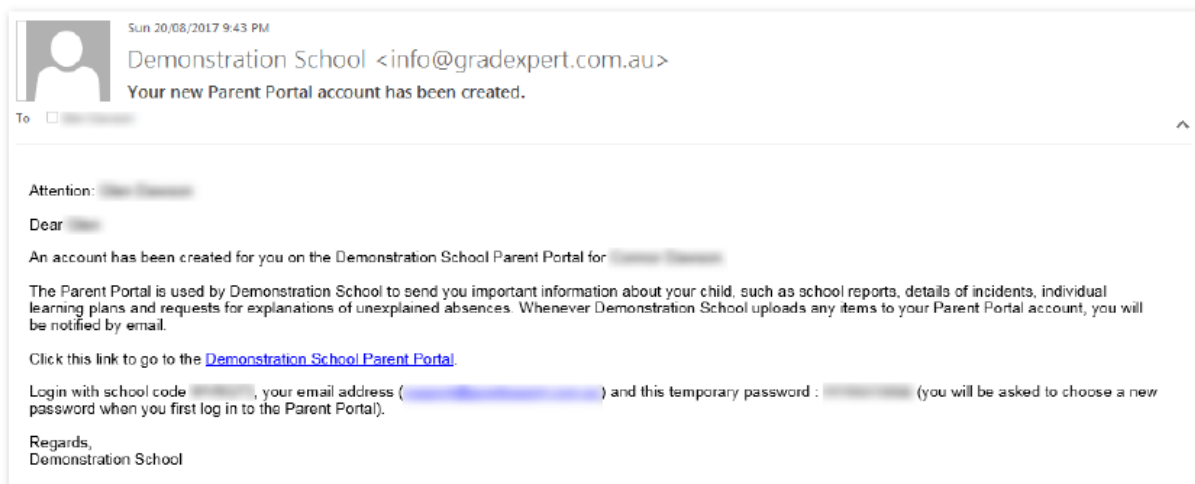 Sun 20/08/2017 9:43 PM
Demonstration School <info@gradexpert.com.au>
Your new Parent Portal account has been created.
To
Attention:
Dear
An account has been created for you on the Demonstration School Parent Portal for
The Parent Portal is used by Demonstration School to send you important information about your child, such as school reports, details of incidents, individual
learning plans and requests for explanations of unexplained absences. Whenever Demonstration School uploads any items to your Parent Portal account, you will
be notified by email.
Click this link to go to the Demonstration School Parent Portal.
Login with school code , your email address ( ) and this temporary password : (you will be asked to choose a new
password when you first log in to the Parent Portal).
Regards,
Demonstration School